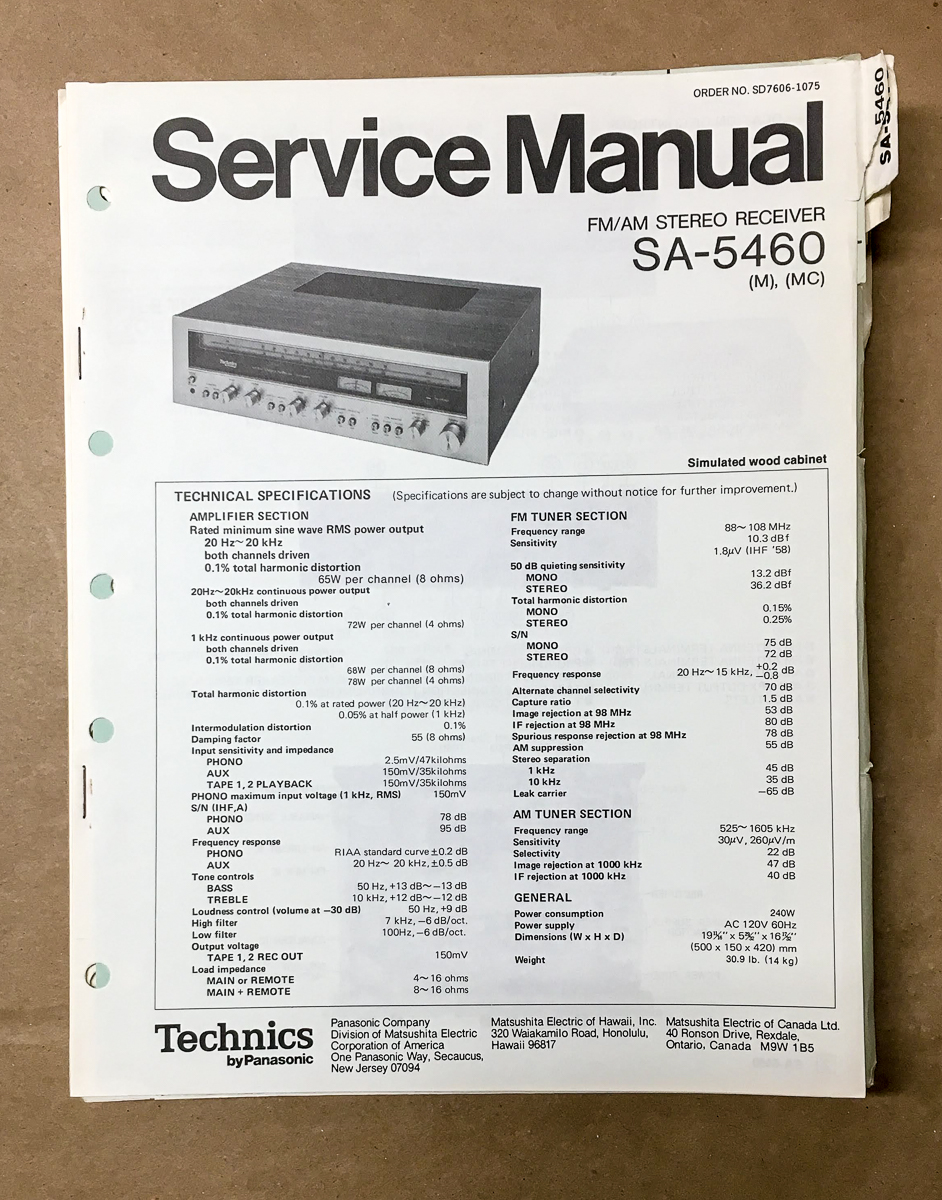 ORDER NO. SD7606-1075
SA-5460
Service Manual
FM/AM STEREO RECEIVER
SA-5460
(M), (MC)
Technics
Simulated wood cabinet
TECHNICAL SPECIFICATIONS (Specifications are subject to change without notice for further improvement.)
AMPLIFIER SECTION
Rated minimum sine wave RMS power output
20 Hz~20 kHz
both channels driven
0.1% total harmonic distortion
65W per channel (8 ohms)
20Hz~20kHz continuous power output
both channels driven
0.1% total harmonic distortion
72W per channel (4 ohms)
1 kHz continuous power output
both channels driven
0.1% total harmonic distortion
68W per channel (8 ohms)
78W per channel (4 ohms)
Total harmonic distortion
0.1% at rated power (20 Hz~20 kHz)
0.05% at half power (1 kHz)
Intermodulation distortion 0.1%
Damping factor 55 (8 ohms)
Input sensitivity and impedance
PHONO 2.5mV/47kilohms
AUX 150mV/35kilohms
TAPE 1, 2 PLAYBACK 150mV/35kilohms
PHONO maximum input voltage (1 kHz, RMS) 150mV
S/N (IHF,A)
PHONO 78 dB
AUX 95 dB
Frequency response
PHONO RIAA standard curve ±0.2 dB
AUX 20 Hz~ 20 kHz, ±0.5 dB
Tone controls
BASS 50 Hz, +13 dB~−13 dB
TREBLE 10 kHz, +12 dB~−12 dB
Loudness control (volume at −30 dB) 50 Hz, +9 dB
High filter 7 kHz, −6 dB/oct.
Low filter 100Hz, −6 dB/oct.
Output voltage
TAPE 1, 2 REC OUT 150mV
Load impedance
MAIN or REMOTE 4~16 ohms
MAIN + REMOTE 8~16 ohms
FM TUNER SECTION
Frequency range 88~108 MHz
Sensitivity 10.3 dBf
1.8μV (IHF '58)
50 dB quieting sensitivity
MONO 13.2 dBf
STEREO 36.2 dBf
Total harmonic distortion
MONO 0.15%
STEREO 0.25%
S/N
MONO 75 dB
STEREO 72 dB
Frequency response 20 Hz~15 kHz, +0.2 −0.8 dB
Alternate channel selectivity 70 dB
Capture ratio 1.5 dB
Image rejection at 98 MHz 53 dB
IF rejection at 98 MHz 80 dB
Spurious response rejection at 98 MHz 78 dB
AM suppression 55 dB
Stereo separation
1 kHz 45 dB
10 kHz 35 dB
Leak carrier −65 dB
AM TUNER SECTION
Frequency range 525~1605 kHz
Sensitivity 30μV, 260μV/m
Selectivity 22 dB
Image rejection at 1000 kHz 47 dB
IF rejection at 1000 kHz 40 dB
GENERAL
Power consumption 240W
Power supply AC 120V 60Hz
Dimensions (W x H x D)
(500 x 150 x 420) mm
Weight 30.9 lb. (14 kg)
Technics
by Panasonic
Panasonic Company
Division of Matsushita Electric
Corporation of America
One Panasonic Way, Secaucus,
New Jersey 07094
Matsushita Electric of Hawaii, Inc.
320 Waiakamilo Road, Honolulu,
Hawaii 96817
Matsushita Electric of Canada Ltd.
40 Ronson Drive, Rexdale,
Ontario, Canada M9W 1B5